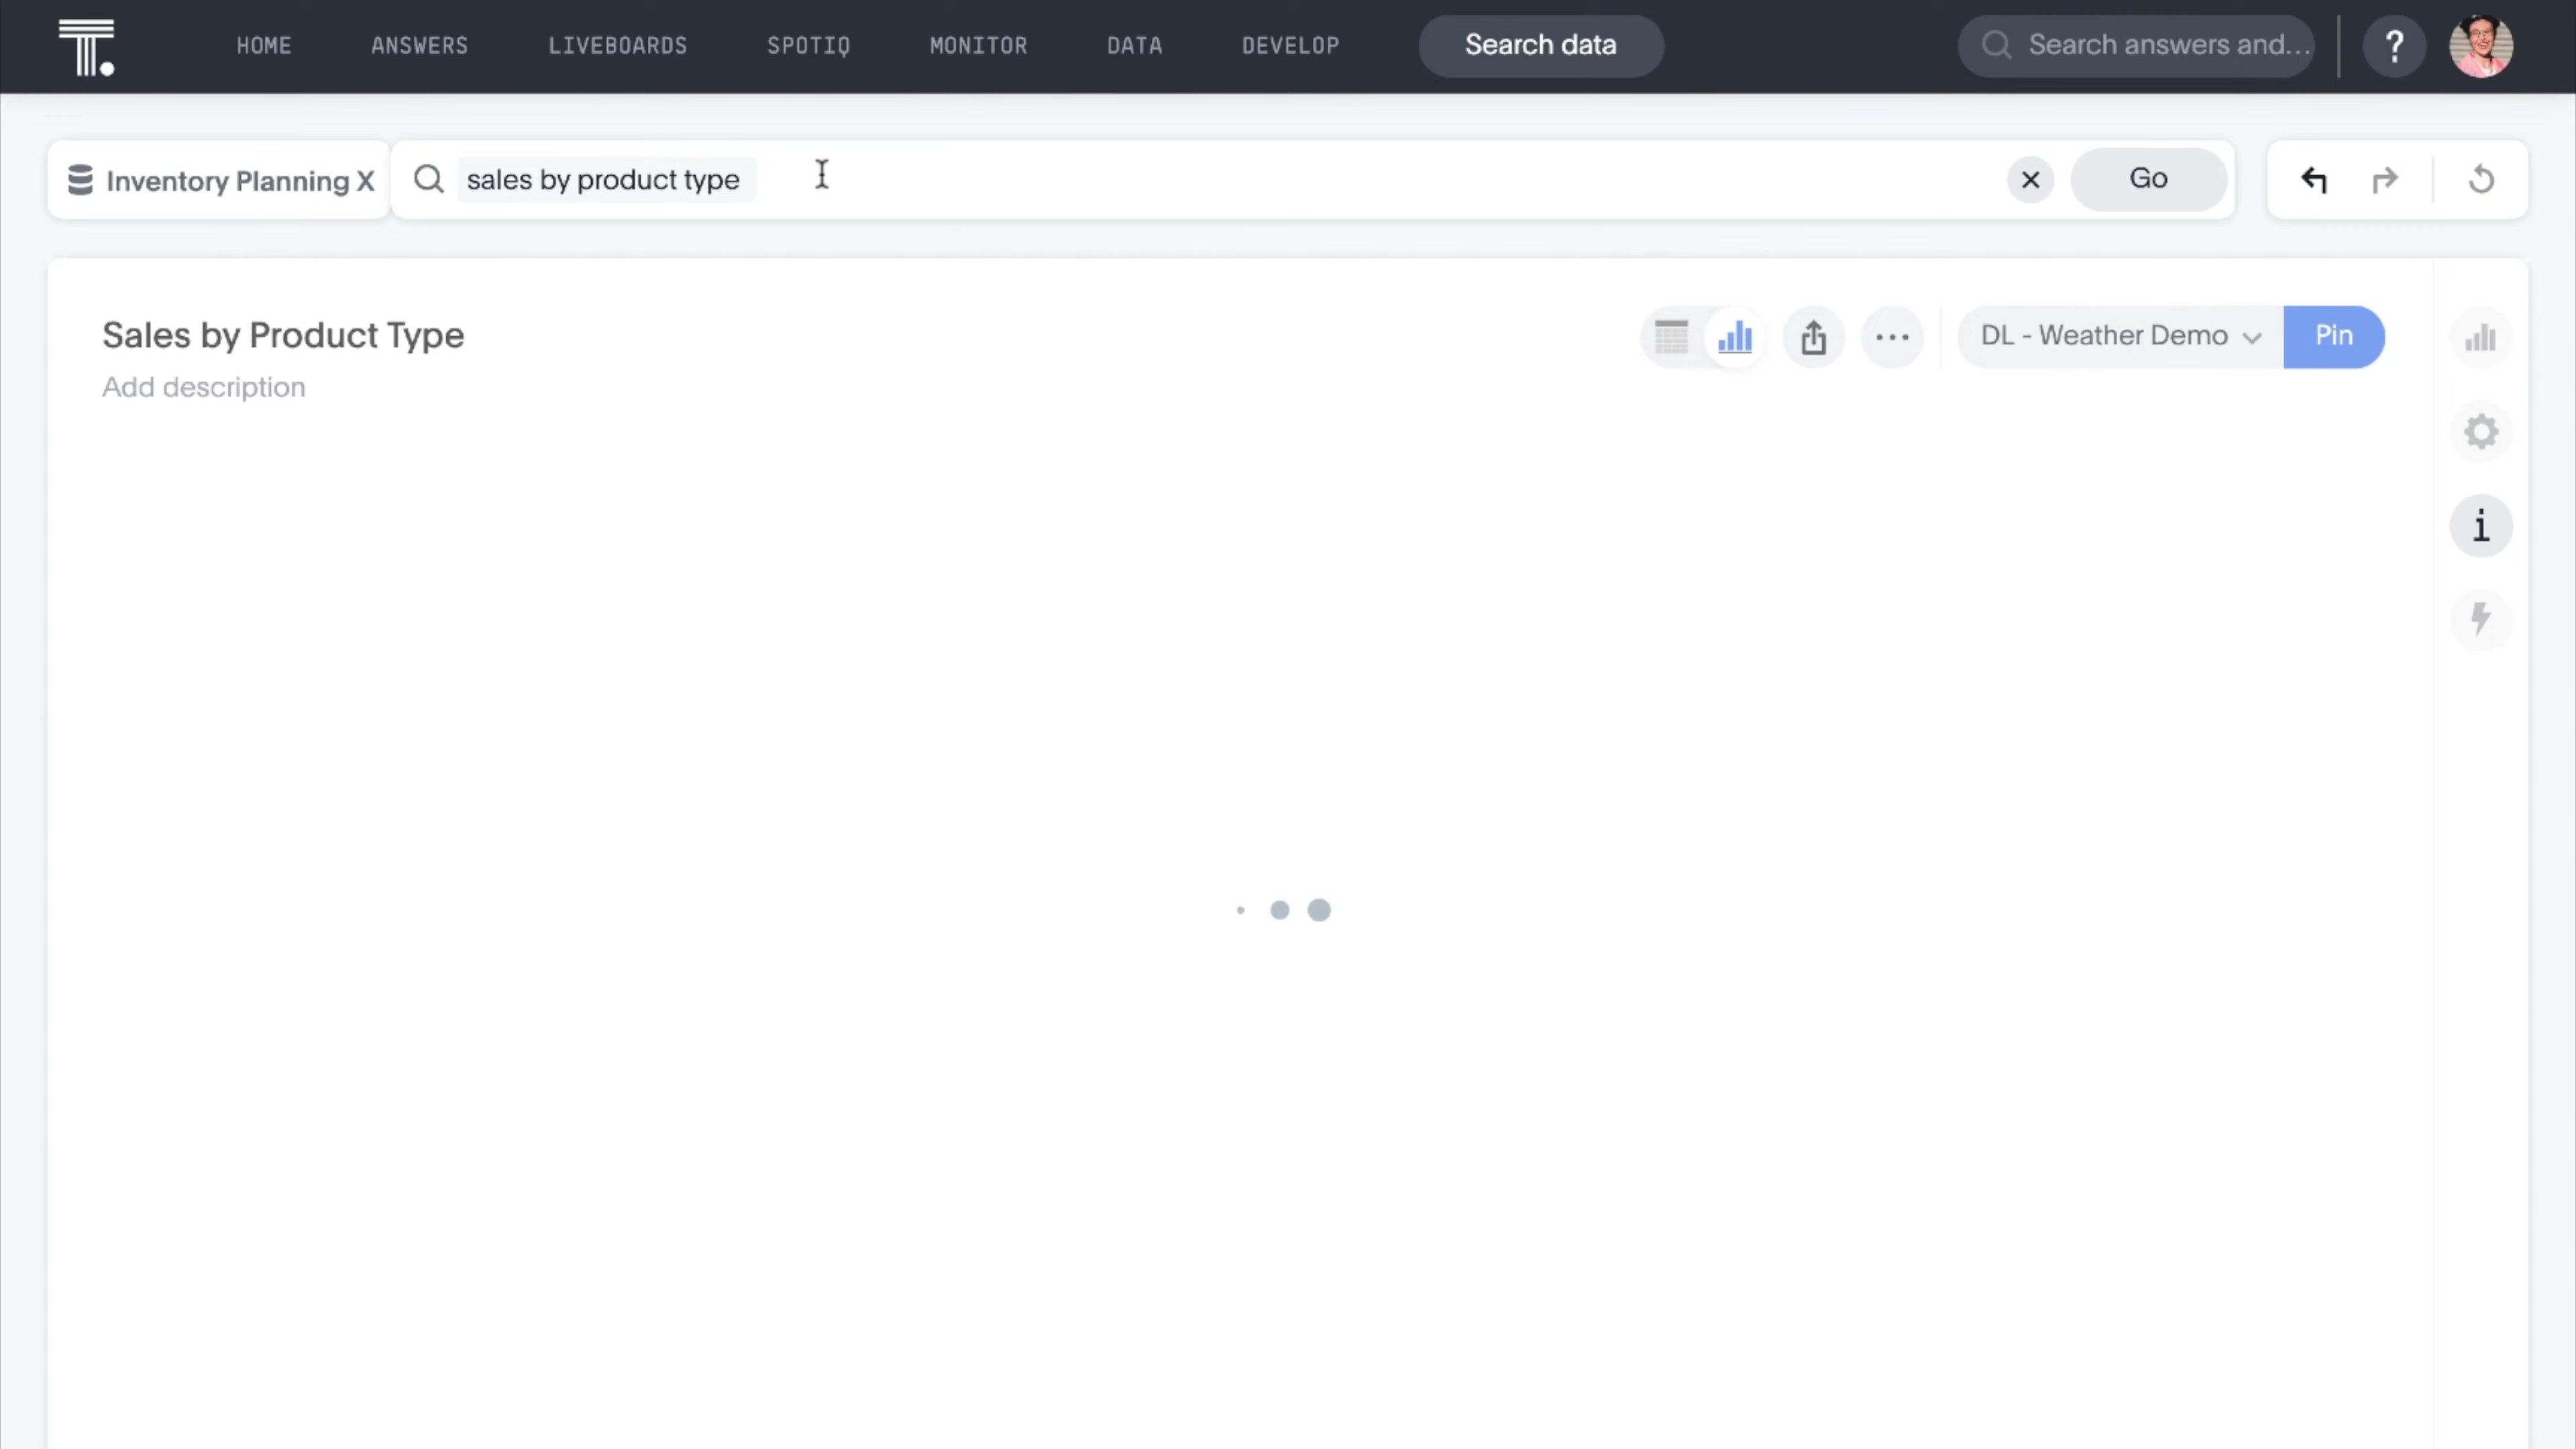 HOME ANSWERS LIVEBOARDS SPOTIQ MONITOR DATA DEVELOP Search data Search answers and... ?
Inventory Planning X sales by product type Go
Sales by Product Type DL - Weather Demo Pin
Add description